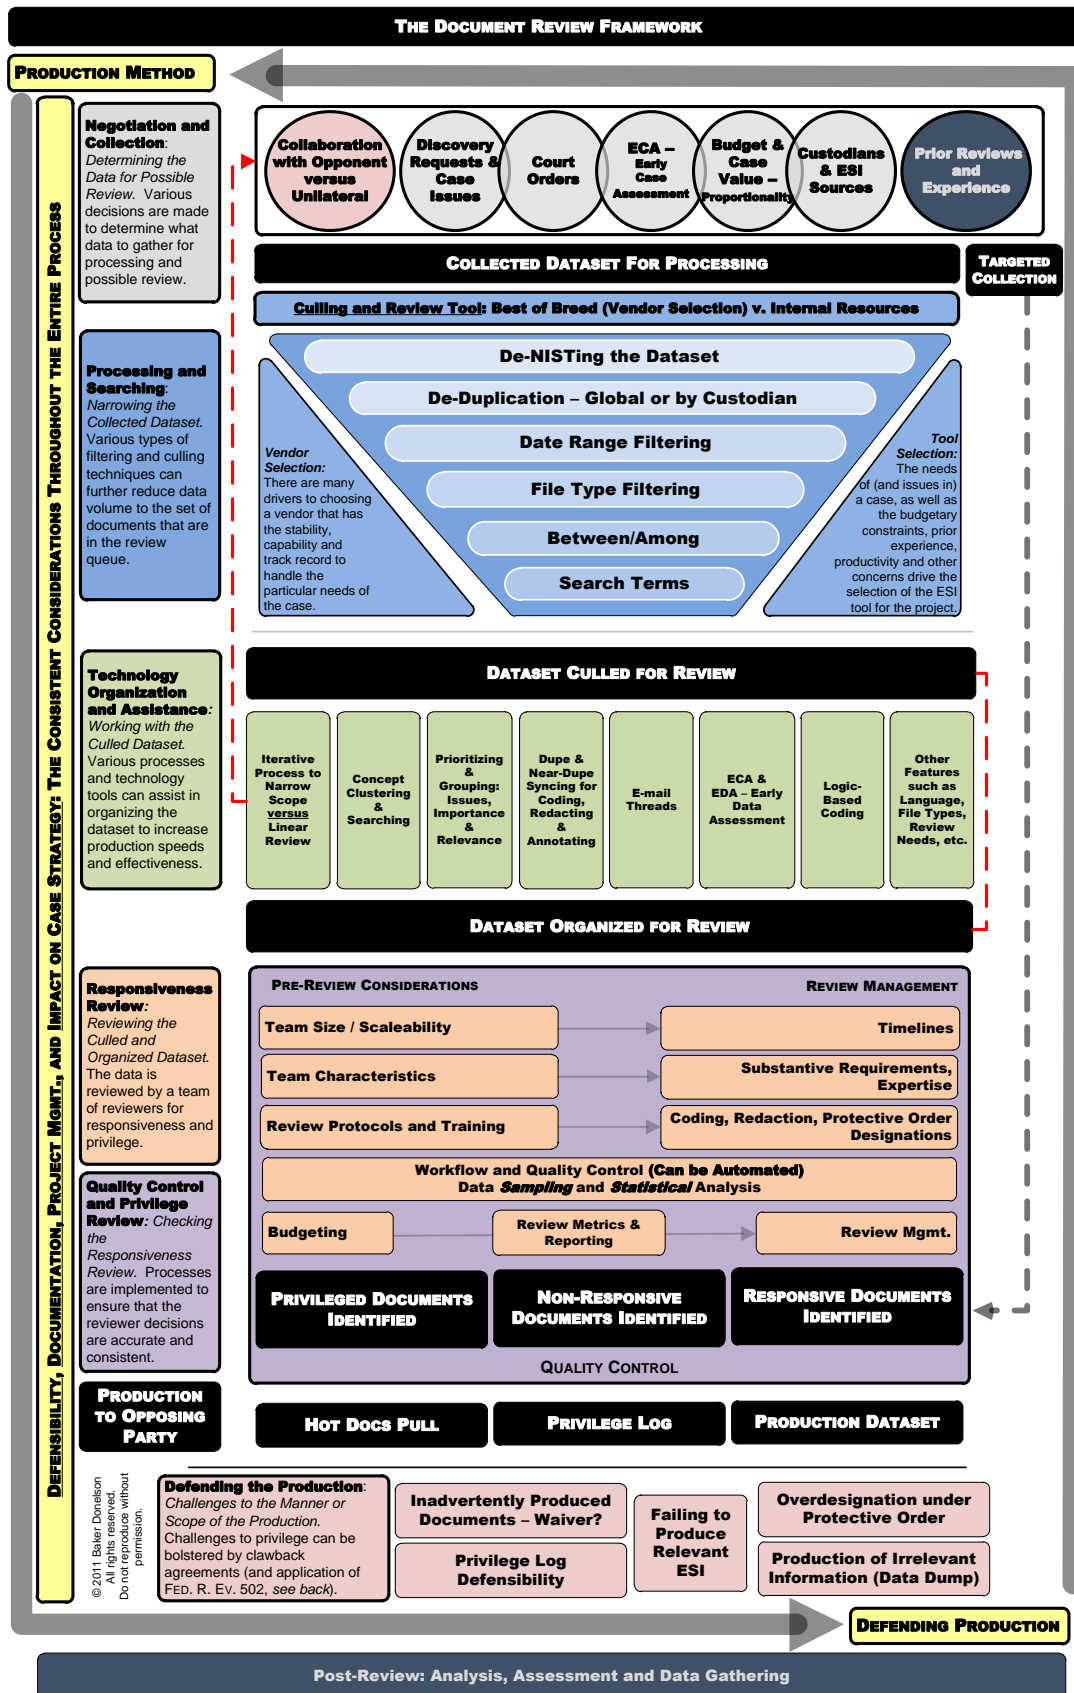 THE DOCUMENT REVIEW FRAMEWORK
PRODUCTION METHOD
DEFENSIBILITY, DOCUMENTATION, PROJECT MGMT., AND IMPACT ON CASE STRATEGY: THE CONSISTENT CONSIDERATIONS THROUGHOUT THE ENTIRE PROCESS
Negotiation and
Collection:
Determining the
Data for Possible
Review. Various
decisions are made
to determine what
data to gather for
processing and
possible review.
Collaboration
with Opponent
versus
Unilateral
Discovery
Requests &
Case
Issues
Court
Orders
ECA –
Early
Case
Assessment
Budget &
Case
Value –
Proportionality
Custodians
& ESI
Sources
Prior Reviews
and
Experience
COLLECTED DATASET FOR PROCESSING
TARGETED
COLLECTION
Culling and Review Tool: Best of Breed (Vendor Selection) v. Internal Resources
Processing and
Searching:
Narrowing the
Collected Dataset.
Various types of
filtering and culling
techniques can
further reduce data
volume to the set of
documents that are
in the review
queue.
De-NISTing the Dataset
De-Duplication – Global or by Custodian
Date Range Filtering
File Type Filtering
Between/Among
Search Terms
Vendor
Selection:
There are many
drivers to choosing
a vendor that has
the stability,
capability and
track record to
handle the
particular needs of
the case.
Tool
Selection:
The needs
of (and issues in)
a case, as well as
the budgetary
constraints, prior
experience,
productivity and other
concerns drive the
selection of the ESI
tool for the project.
Technology
Organization
and Assistance:
Working with the
Culled Dataset.
Various processes
and technology
tools can assist in
organizing the
dataset to increase
production speeds
and effectiveness.
DATASET CULLED FOR REVIEW
Iterative
Process to
Narrow
Scope
versus
Linear
Review
Concept
Clustering
&
Searching
Prioritizing
&
Grouping:
Issues,
Importance
&
Relevance
Dupe &
Near-Dupe
Syncing for
Coding,
Redacting
&
Annotating
E-mail
Threads
ECA &
EDA – Early
Data
Assessment
Logic-
Based
Coding
Other
Features
such as
Language,
File Types,
Review
Needs, etc.
DATASET ORGANIZED FOR REVIEW
Responsiveness
Review:
Reviewing the
Culled and
Organized Dataset.
The data is
reviewed by a team
of reviewers for
responsiveness and
privilege.
PRE-REVIEW CONSIDERATIONS
REVIEW MANAGEMENT
Team Size / Scaleability
Timelines
Team Characteristics
Substantive Requirements,
Expertise
Review Protocols and Training
Coding, Redaction, Protective Order
Designations
Workflow and Quality Control (Can be Automated)
Data Sampling and Statistical Analysis
Budgeting
Review Metrics &
Reporting
Review Mgmt.
Quality Control
and Privilege
Review: Checking
the
Responsiveness
Review. Processes
are implemented to
ensure that the
reviewer decisions
are accurate and
consistent.
PRIVILEGED DOCUMENTS
IDENTIFIED
NON-RESPONSIVE
DOCUMENTS IDENTIFIED
RESPONSIVE DOCUMENTS
IDENTIFIED
QUALITY CONTROL
PRODUCTION
TO OPPOSING
PARTY
HOT DOCS PULL
PRIVILEGE LOG
PRODUCTION DATASET
© 2011 Baker Donelson
All rights reserved.
Do not reproduce without
permission.
Defending the Production:
Challenges to the Manner or
Scope of the Production.
Challenges to privilege can be
bolstered by clawback
agreements (and application of
FED. R. EV. 502, see back).
Inadvertently Produced
Documents – Waiver?
Privilege Log
Defensibility
Failing to
Produce
Relevant
ESI
Overdesignation under
Protective Order
Production of Irrelevant
Information (Data Dump)
DEFENDING PRODUCTION
Post-Review: Analysis, Assessment and Data Gathering